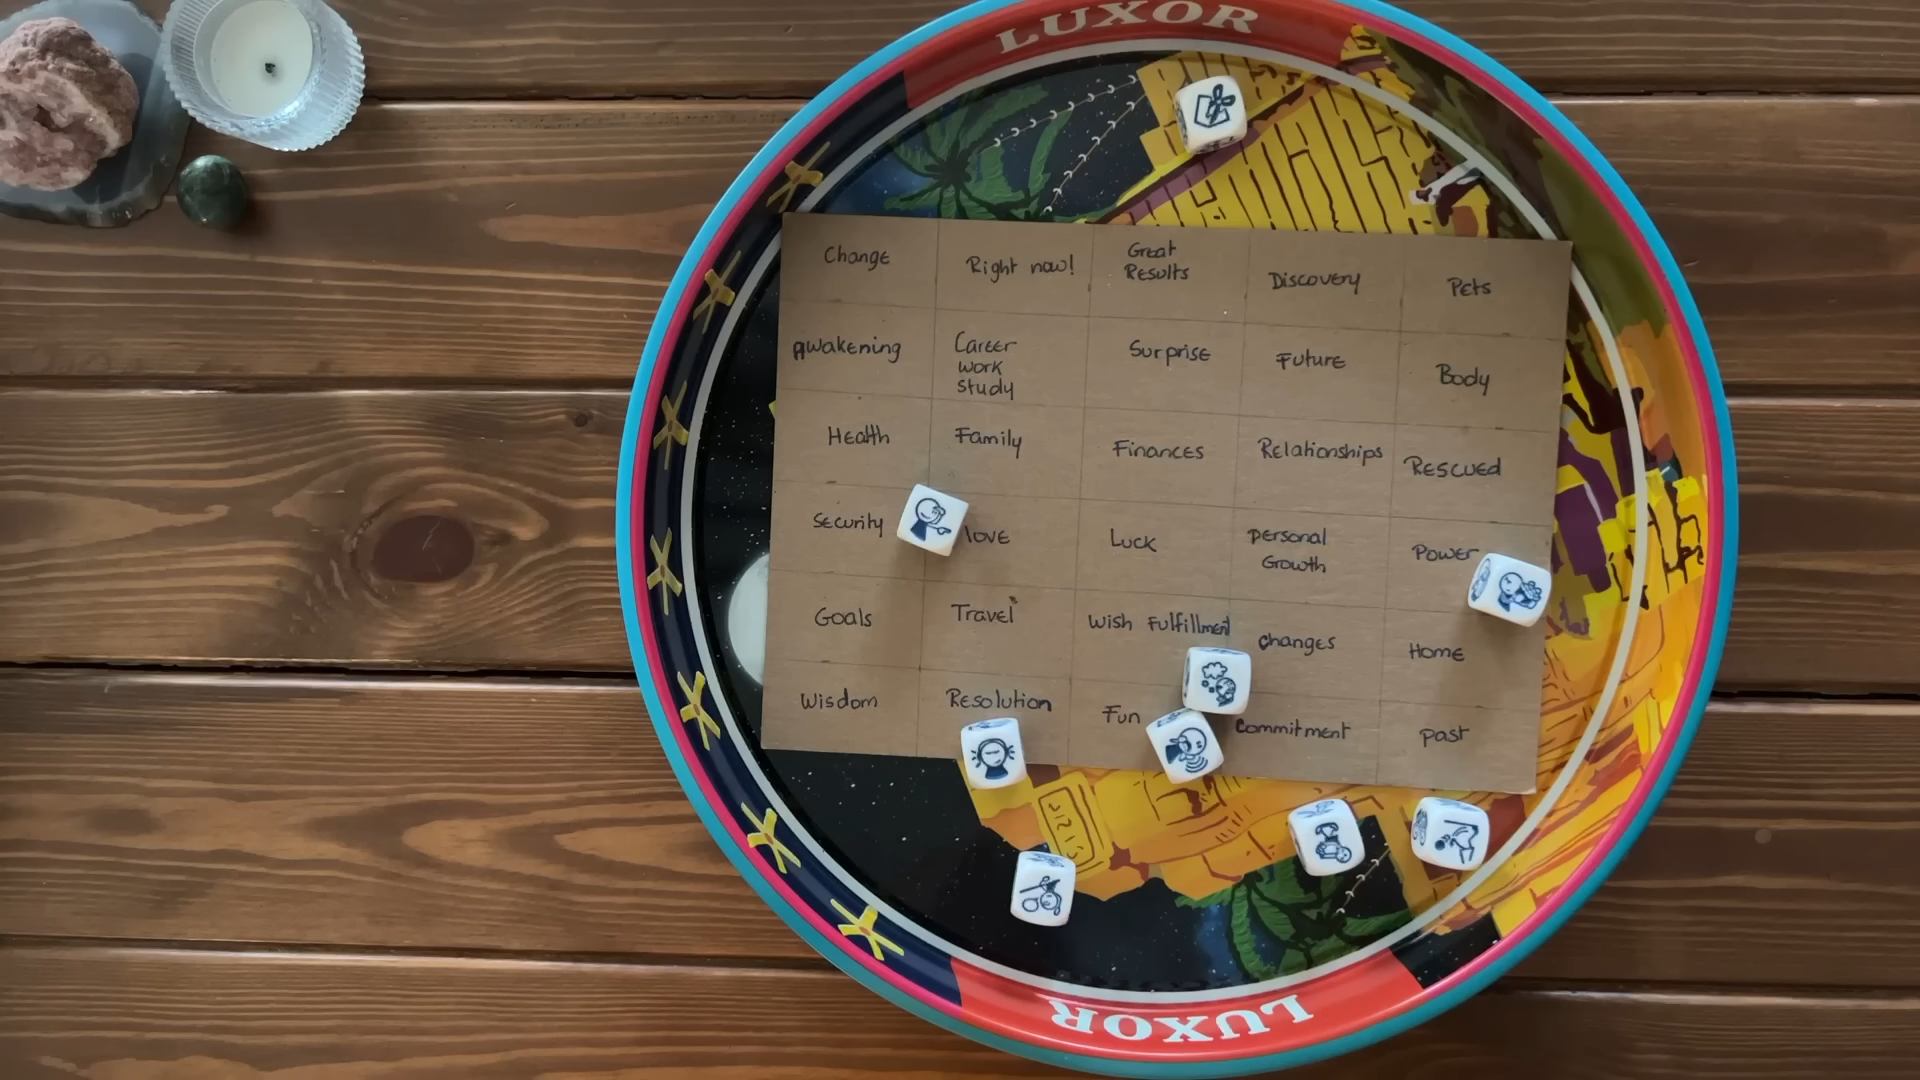 LUXOR
Change
Right now!
Great
Results
Discovery
Pets
Awakening
Career
work
study
Surprise
Future
Body
Health
Family
Finances
Relationships
Rescued
Security
love
Luck
personal
Growth
Power
Goals
Travel
Wish Fulfillment
changes
Home
Wisdom
Resolution
Fun
Commitment
past
LUXOR